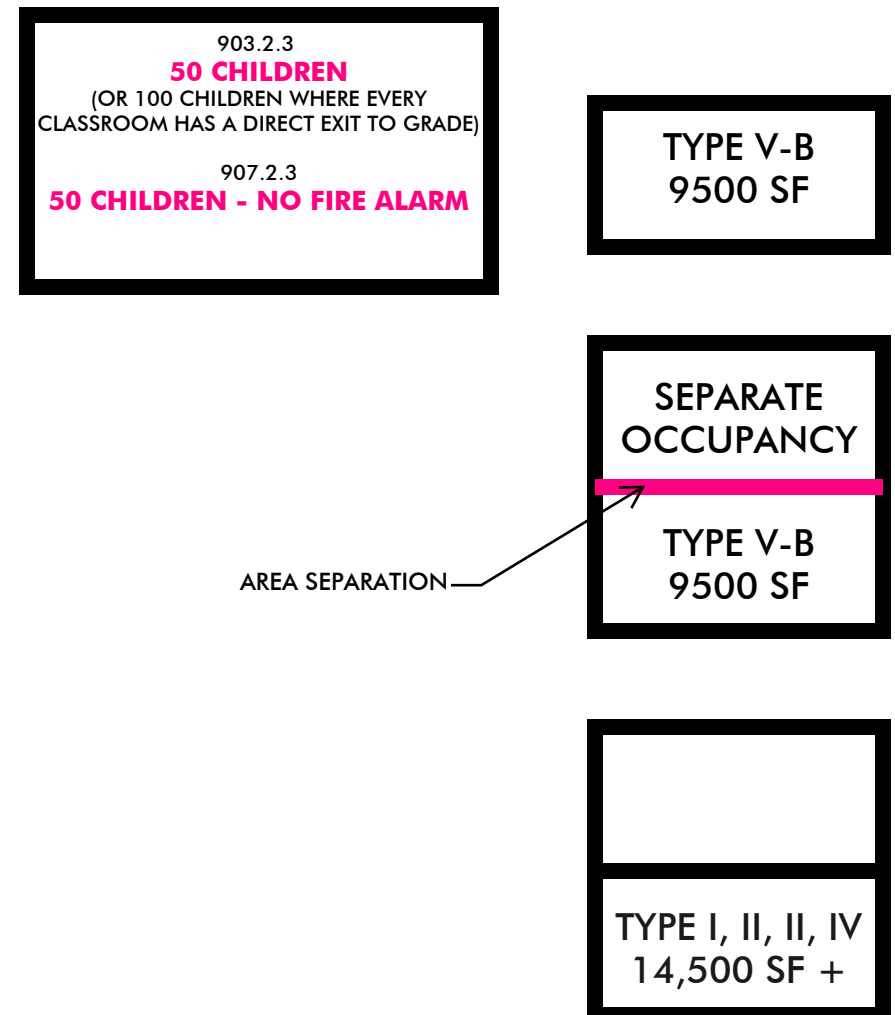 903.2.3
50 CHILDREN
(OR 100 CHILDREN WHERE EVERY
CLASSROOM HAS A DIRECT EXIT TO GRADE)
907.2.3
50 CHILDREN - NO FIRE ALARM
TYPE V-B
9500 SF
SEPARATE
OCCUPANCY
AREA SEPARATION
TYPE V-B
9500 SF
TYPE I, II, II, IV
14,500 SF +